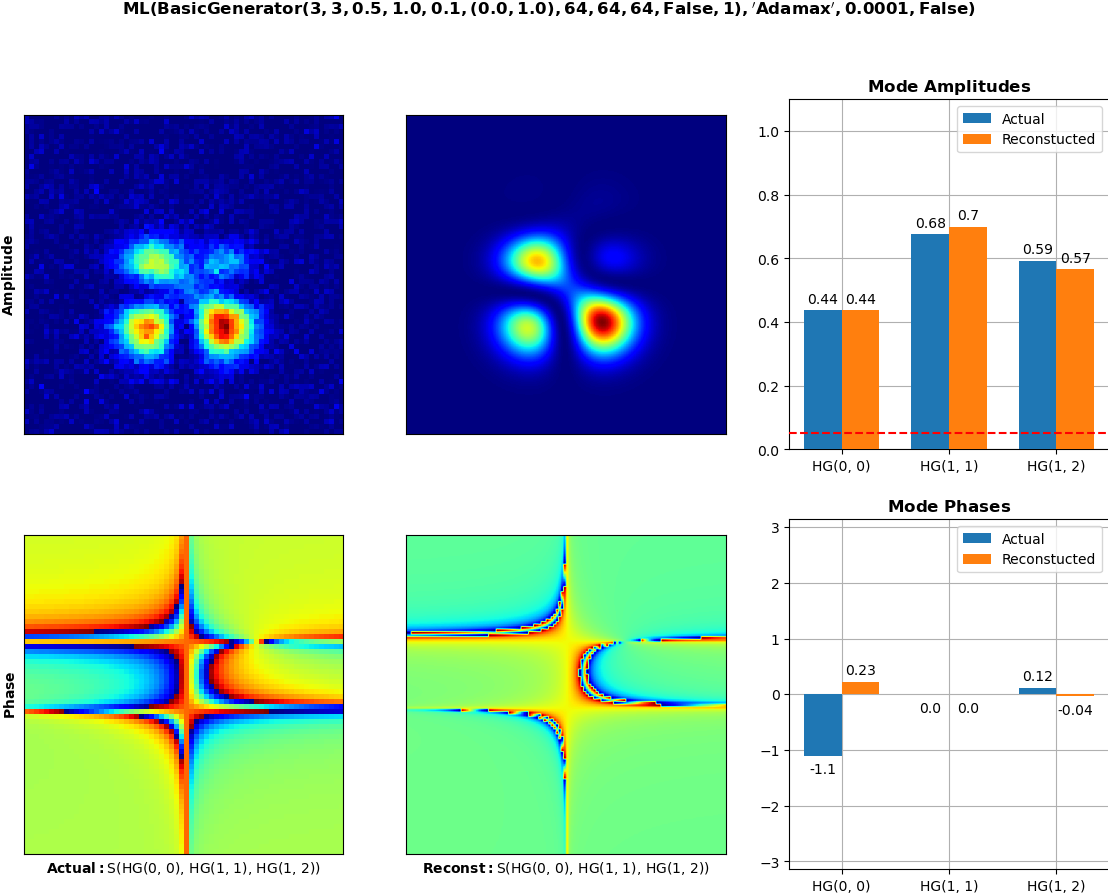 ML(BasicGenerator(3, 3, 0.5, 1.0, 0.1, (0.0, 1.0), 64, 64, 64, False, 1), ′Adamax′, 0.0001, False)
Amplitude
Mode Amplitudes
Actual
Reconstucted
1.0
0.8
0.6
0.4
0.2
0.0
0.44
0.44
0.68
0.7
0.59
0.57
HG(0, 0)
HG(1, 1)
HG(1, 2)
Phase
Actual: S(HG(0, 0), HG(1, 1), HG(1, 2))
Reconst: S(HG(0, 0), HG(1, 1), HG(1, 2))
Mode Phases
Actual
Reconstucted
3
2
1
0
−1
−2
−3
-1.1
0.23
0.0
0.0
0.12
-0.04
HG(0, 0)
HG(1, 1)
HG(1, 2)